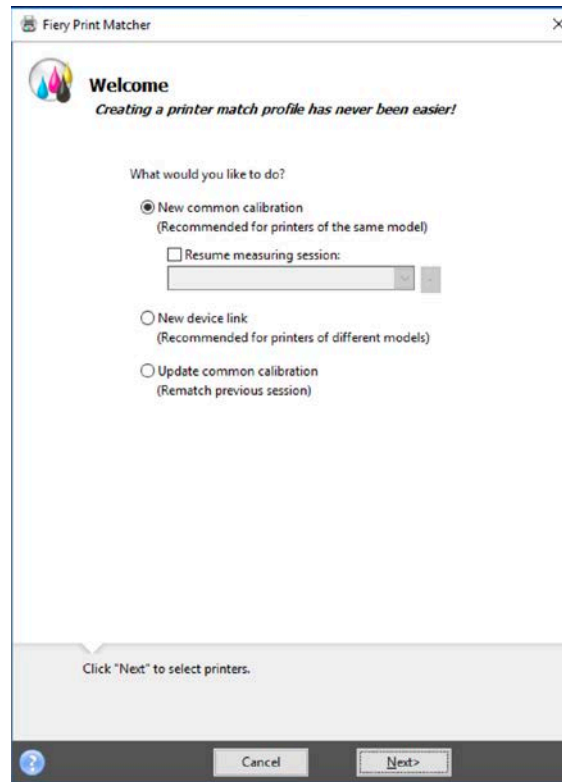 Fiery Print Matcher
Welcome
Creating a printer match profile has never been easier!
What would you like to do?
New common calibration
(Recommended for printers of the same model)
Resume measuring session:
New device link
(Recommended for printers of different models)
Update common calibration
(Rematch previous session)
Click "Next" to select printers.
Cancel
Next>